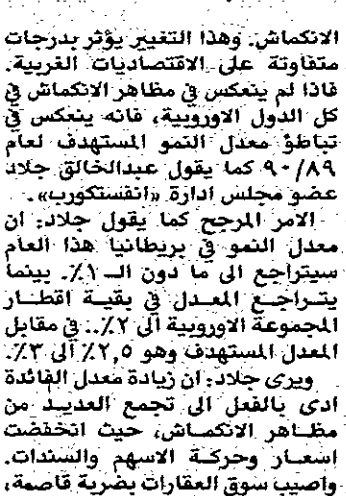 الانكماش. وهذا التغيير يؤثر بدرجات
متفاوتة على الاقتصاديات الغربية.
فاذا لم ينعكس في مظاهر الانكماش في
كل الدول الاوروبية، فانه ينعكس في
تباطؤ معدل النمو المستهدف لعام
٩٠/٨٩ كما يقول عبدالخالق جلاد
عضو مجلس ادارة «انفستكورب».
الامر المرجح كما يقول جلاد: ان
معدل النمو في بريطانيا هذا العام
سيتراجع الى ما دون الـ ١٪. بينما
يتراجع المعدل في بقية اقطار
المجموعة الاوروبية الى ٢٪.. في مقابل
المعدل المستهدف وهو ٢,٥٪ الى ٣٪.
ويرى جلاد: ان زيادة معدل الفائدة
ادى بالفعل الى تجمع العديد من
مظاهر الانكماش، حيث انخفضت
اسعار وحركة الاسهم والسندات.
واصيب سوق العقارات بضربة قاصمة،